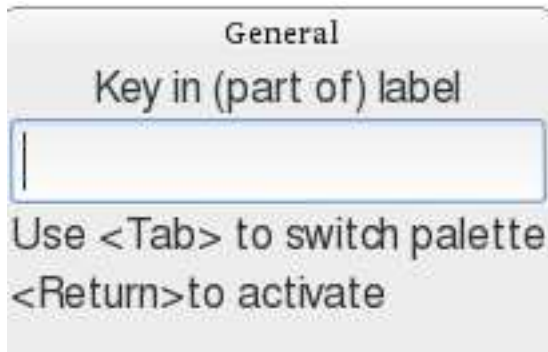 General
Key in (part of) label
Use <Tab> to switch palette
<Return>to activate